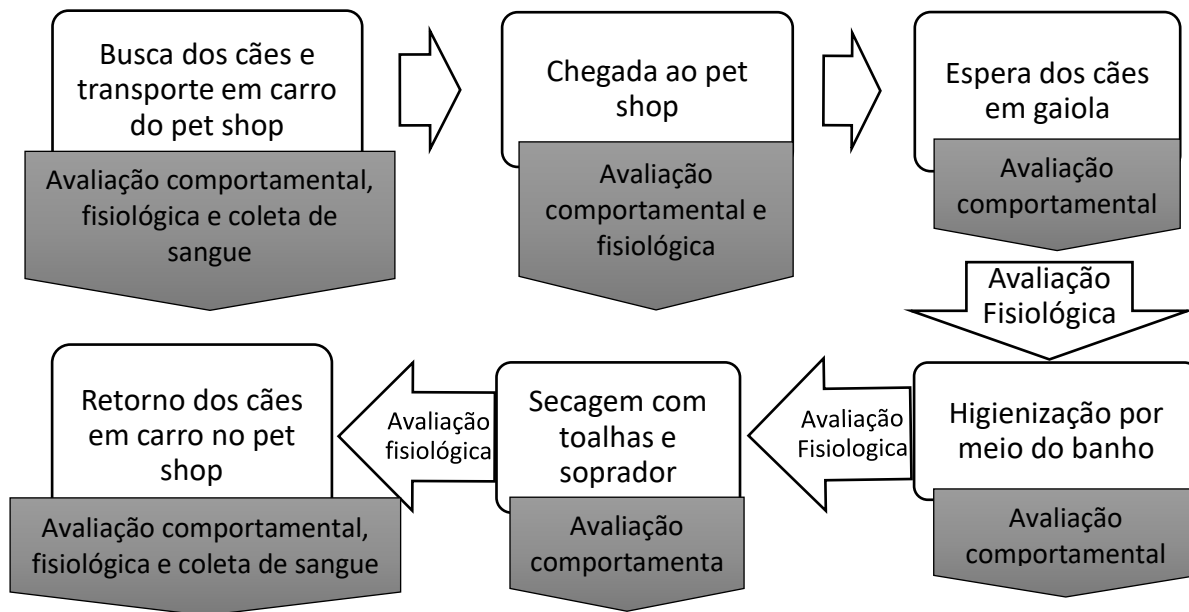 Busca dos cães e
transporte em carro
do pet shop
Avaliação comportamental,
fisiológica e coleta de
sangue
Chegada ao pet
shop
Avaliação
comportamental e
fisiológica
Espera dos cães
em gaiola
Avaliação
comportamental
Avaliação
Fisiológica
Higienização por
meio do banho
Avaliação
comportamental
Avaliação
Fisiologica
Secagem com
toalhas e
soprador
Avaliação
comportamenta
Avaliação
fisiológica
Retorno dos cães
em carro no pet
shop
Avaliação comportamental,
fisiológica e coleta de sangue